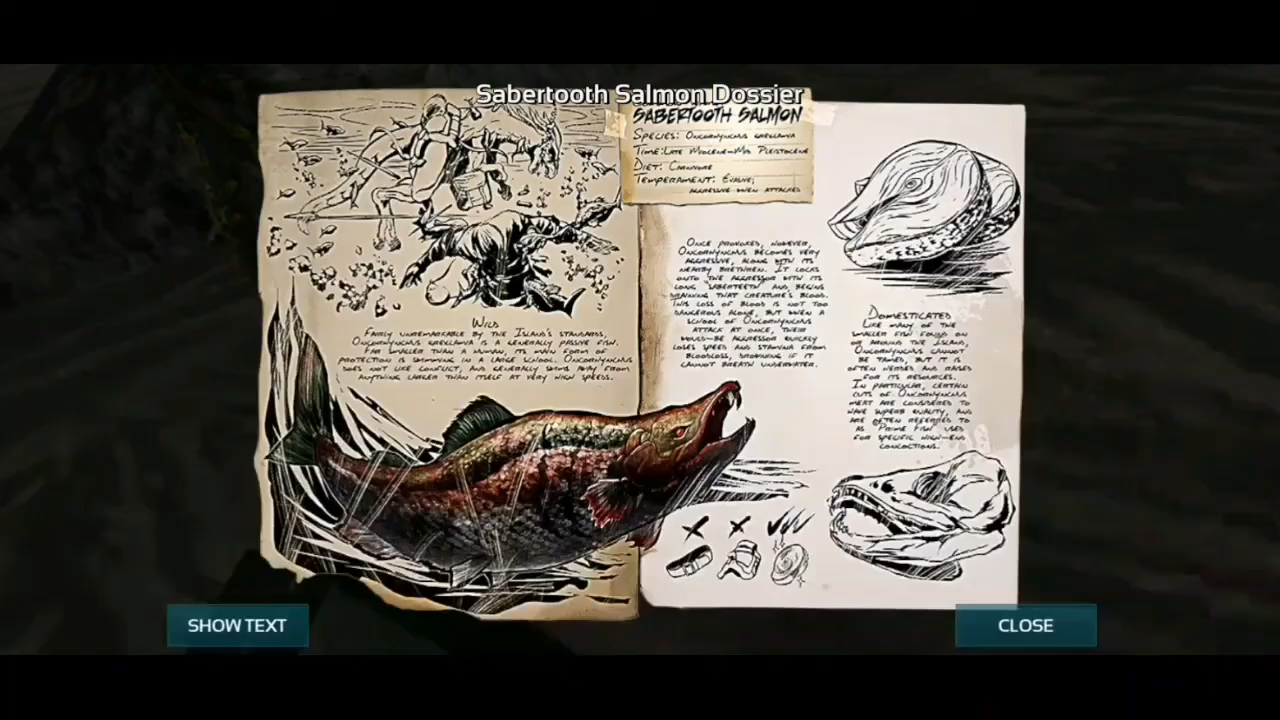 Sabertooth Salmon Dossier
SABERTOOTH SALMON
SPECIES: ONCORHYNCHUS GREKLAWIA
TIME: LATE MIOCENE-MID PLEISTOCENE
DIET: CARNIVORE
TEMPERAMENT: EVASIVE;
AGGRESSIVE WHEN ATTACKED
WILD
FAIRLY UNREMARKABLE BY THE ISLAND'S STANDARDS,
ONCORHYNCHUS GREKLAWIA IS A GENERALLY PASSIVE FISH.
FAR SMALLER THAN A HUMAN, ITS MAIN FORM OF
PROTECTION IS SWIMMING IN A LARGE SCHOOL. ONCORHYNCHUS
DOES NOT LIKE CONFLICT, AND GENERALLY SWIMS AWAY FROM
ANYTHING LARGER THAN ITSELF AT VERY HIGH SPEEDS.
ONCE PROVOKED, HOWEVER,
ONCORHYNCHUS BECOMES VERY
AGGRESSIVE, ALONG WITH ITS
NEARBY BRETHREN. IT LOCKS
ONTO THE AGGRESSOR WITH ITS
LONG "SABERTEETH" AND BEGINS
DRAINING THAT CREATURE'S BLOOD.
THIS LOSS OF BLOOD IS NOT TOO
DANGEROUS ALONE, BUT WHEN A
SCHOOL OF ONCORHYNCHUS
ATTACK AT ONCE, THEIR
WOULD-BE AGGRESSOR QUICKLY
LOSES SPEED AND STAMINA FROM
BLOODLOSS, DROWNING IF IT
CANNOT BREATH UNDERWATER.
DOMESTICATED
LIKE MANY OF THE
SMALLER FISH FOUND ON
OR AROUND THE ISLAND,
ONCORHYNCHUS CANNOT
BE TAMED, BUT IT IS
OFTEN HERDED AND RAISED
FOR ITS RESOURCES.
IN PARTICULAR, CERTAIN
CUTS OF ONCORHYNCHUS
MEAT ARE CONSIDERED TO
HAVE SUPERB QUALITY, AND
ARE OFTEN REFERRED TO
AS PRIME FISH USED
FOR SPECIFIC HIGH-END
CONCOCTIONS.
SHOW TEXT
CLOSE